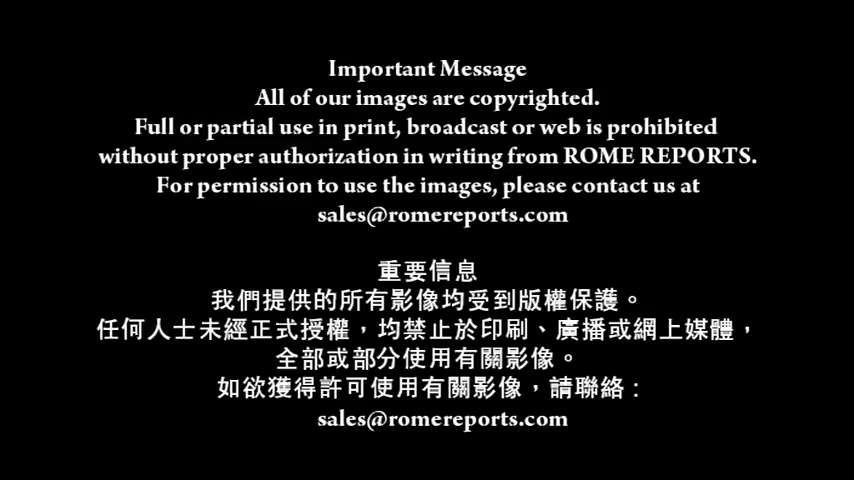 Important Message
All of our images are copyrighted.
Full or partial use in print, broadcast or web is prohibited
without proper authorization in writing from ROME REPORTS.
For permission to use the images, please contact us at
sales@romereports.com
重要信息
我們提供的所有影像均受到版權保護。
任何人士未經正式授權，均禁止於印刷、廣播或網上媒體，
全部或部分使用有關影像。
如欲獲得許可使用有關影像，請聯絡：
sales@romereports.com